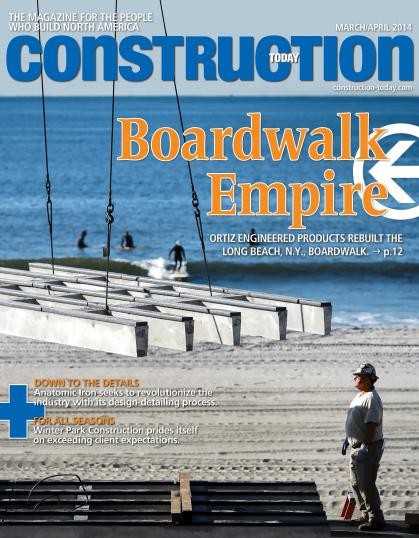 THE MAGAZINE FOR THE PEOPLE
WHO BUILD NORTH AMERICA
MARCH/APRIL 2014
CONSTRUCTION
TODAY
construction-today.com
Boardwalk
Empire
ORTIZ ENGINEERED PRODUCTS REBUILT THE
LONG BEACH, N.Y., BOARDWALK. → p.12
DOWN TO THE DETAILS
Anatomic Iron seeks to revolutionize the
industry with its design-detailing process.
FOR ALL SEASONS
Winter Park Construction prides itself
on exceeding client expectations.